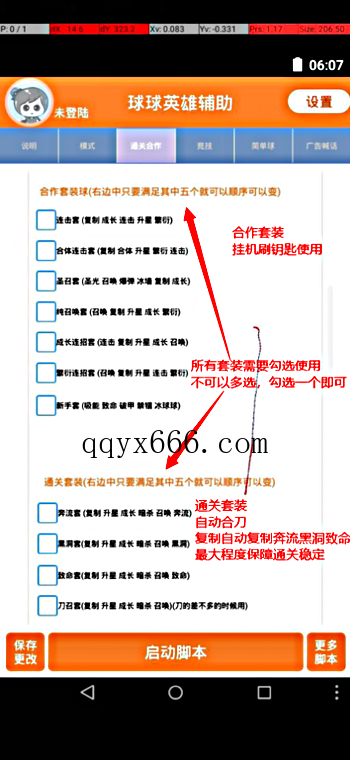 P: 0 / 1 dX: 14.6 dY: 323.2 Xv: 0.083 Yv: -0.331 Prs: 1.17 Size: 206.50
06:07
未登陆 球球英雄辅助 设置
说明 模式 通关合作 竞技 简单球 广告喊话
合作套装球(右边中只要满足其中五个就可以顺序可以变)
连击套 (复制 成长 连击 升星 繁衍)
合作套装
挂机刷钥匙使用
合体连击套 (复制 合体 升星 繁衍 连击)
圣召套 (圣光 召唤 爆弹 冰墙 复制 成长)
纯召唤套 (召唤 复制 升星 成长 繁衍)
成长连招套 (连击 复制 升星 成长 召唤)
所有套装需要勾选使用
繁衍连招套 (召唤 复制 升星 连击 繁衍)
不可以多选，勾选一个即可
新手套 (吸能 致命 破甲 禁锢 冰球球)
qqyx666.com
通关套装(右边中只要满足其中五个就可以顺序可以变)
通关套装
奔流套 (复制 升星 成长 暗杀 召唤 奔流)
自动合刀
黑洞套 (复制 升星 成长 暗杀 召唤 黑洞)
复制自动复制奔流黑洞致命
最大程度保障通关稳定
致命套 (复制 升星 成长 暗杀 召唤 致命)
刀召套 (复制 升星 成长 暗杀 召唤)(刀的差不多的时候用)
保存更改 启动脚本 更多脚本